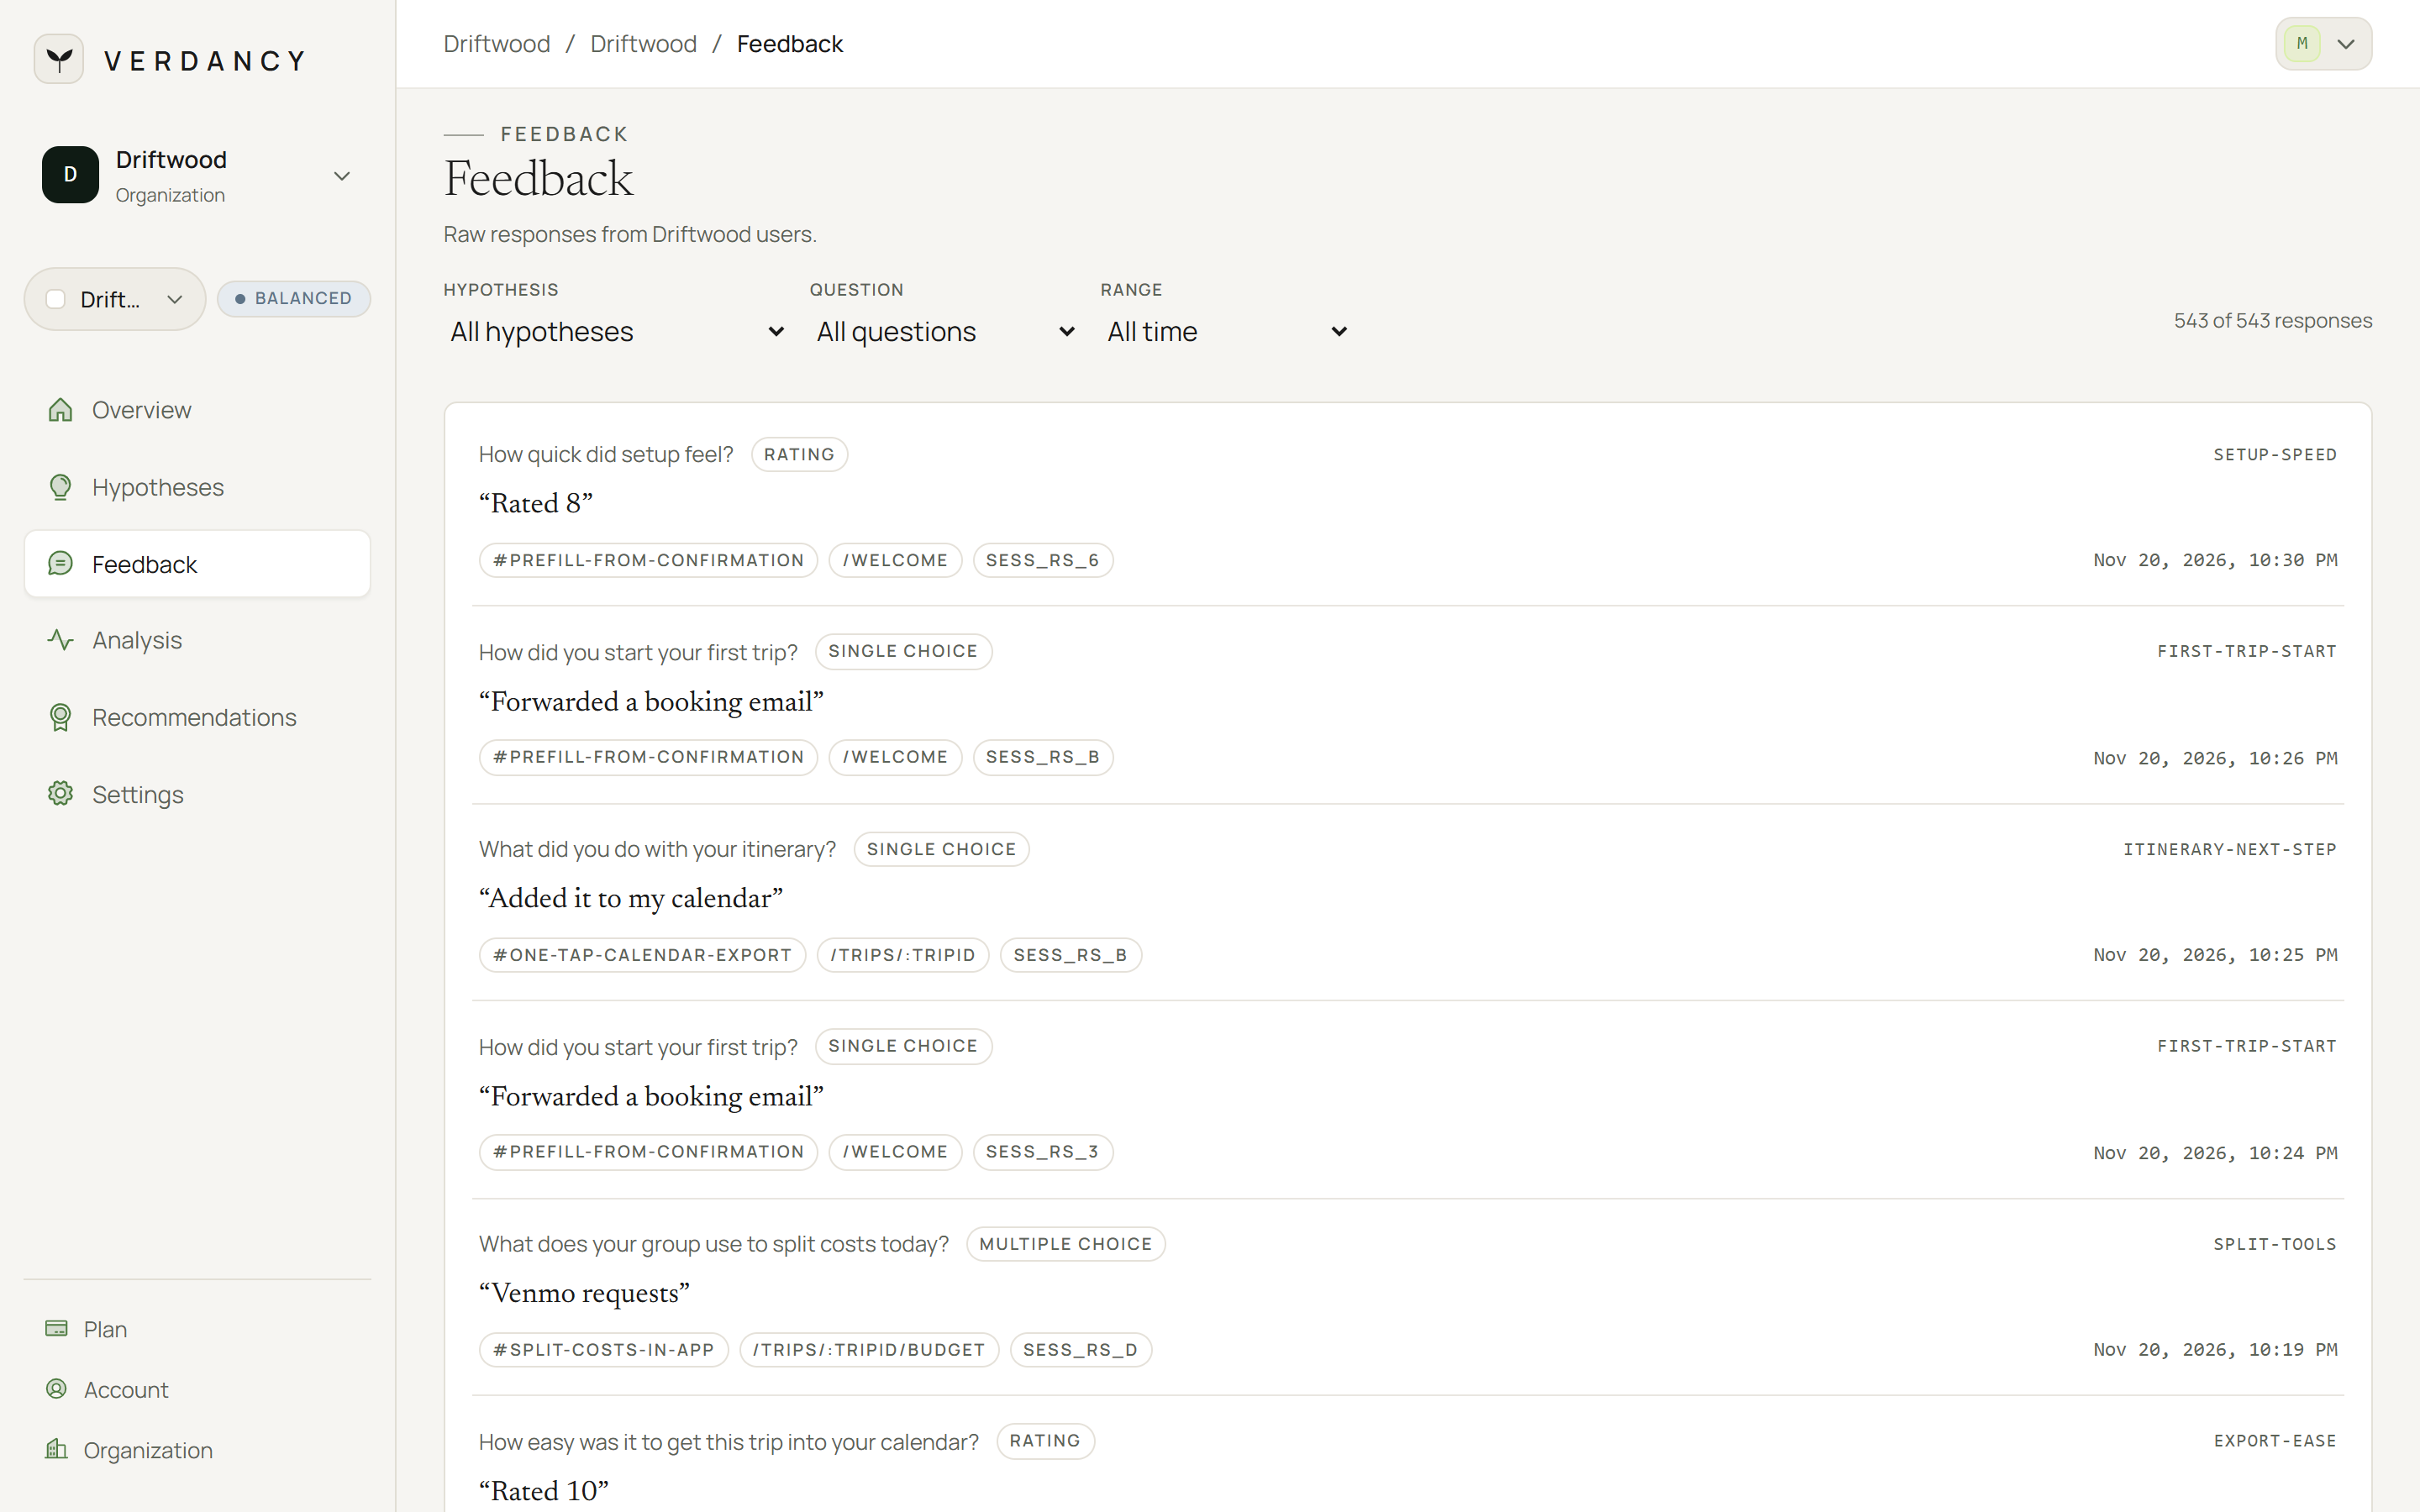 VERDANCY
D
Driftwood
Organization
Drift...
BALANCED
Overview
Hypotheses
Feedback
Analysis
Recommendations
Settings
Plan
Account
Organization
Driftwood / Driftwood / Feedback
M
FEEDBACK
Feedback
Raw responses from Driftwood users.
HYPOTHESIS
All hypotheses
QUESTION
All questions
RANGE
All time
543 of 543 responses
How quick did setup feel? RATING SETUP-SPEED
“Rated 8”
#PREFILL-FROM-CONFIRMATION /WELCOME SESS_RS_6 Nov 20, 2026, 10:30 PM
How did you start your first trip? SINGLE CHOICE FIRST-TRIP-START
“Forwarded a booking email”
#PREFILL-FROM-CONFIRMATION /WELCOME SESS_RS_B Nov 20, 2026, 10:26 PM
What did you do with your itinerary? SINGLE CHOICE ITINERARY-NEXT-STEP
“Added it to my calendar”
#ONE-TAP-CALENDAR-EXPORT /TRIPS/:TRIPID SESS_RS_B Nov 20, 2026, 10:25 PM
How did you start your first trip? SINGLE CHOICE FIRST-TRIP-START
“Forwarded a booking email”
#PREFILL-FROM-CONFIRMATION /WELCOME SESS_RS_3 Nov 20, 2026, 10:24 PM
What does your group use to split costs today? MULTIPLE CHOICE SPLIT-TOOLS
“Venmo requests”
#SPLIT-COSTS-IN-APP /TRIPS/:TRIPID/BUDGET SESS_RS_D Nov 20, 2026, 10:19 PM
How easy was it to get this trip into your calendar? RATING EXPORT-EASE
“Rated 10”